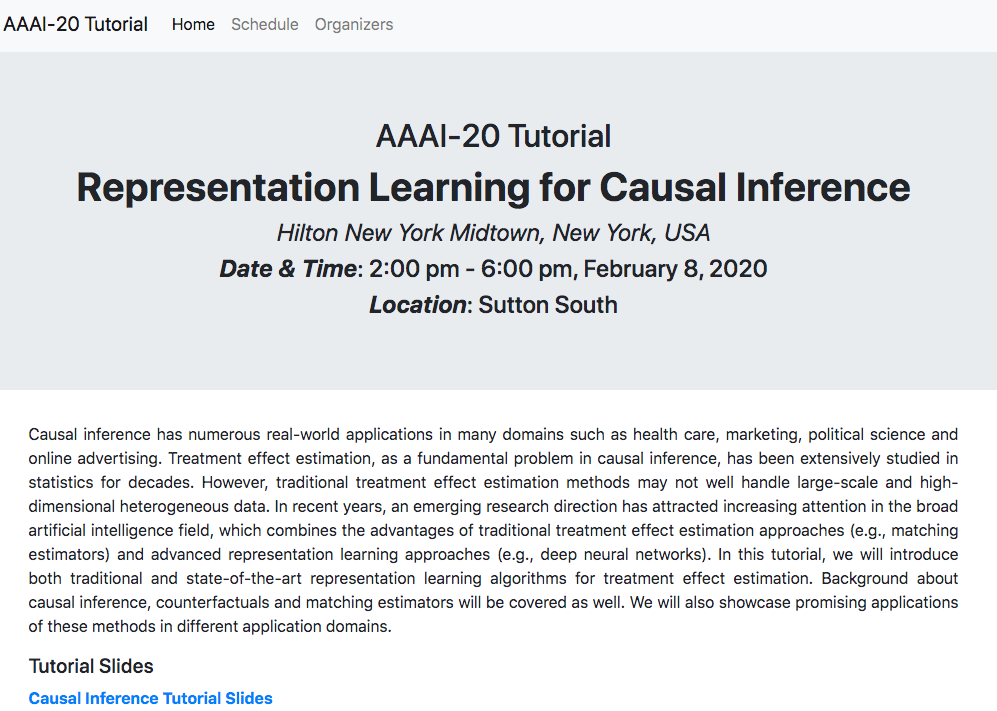 AAAI-20 Tutorial Home Schedule Organizers
AAAI-20 Tutorial
Representation Learning for Causal Inference
Hilton New York Midtown, New York, USA
Date & Time: 2:00 pm - 6:00 pm, February 8, 2020
Location: Sutton South
Causal inference has numerous real-world applications in many domains such as health care, marketing, political science and
online advertising. Treatment effect estimation, as a fundamental problem in causal inference, has been extensively studied in
statistics for decades. However, traditional treatment effect estimation methods may not well handle large-scale and high-
dimensional heterogeneous data. In recent years, an emerging research direction has attracted increasing attention in the broad
artificial intelligence field, which combines the advantages of traditional treatment effect estimation approaches (e.g., matching
estimators) and advanced representation learning approaches (e.g., deep neural networks). In this tutorial, we will introduce
both traditional and state-of-the-art representation learning algorithms for treatment effect estimation. Background about
causal inference, counterfactuals and matching estimators will be covered as well. We will also showcase promising applications
of these methods in different application domains.
Tutorial Slides
Causal Inference Tutorial Slides